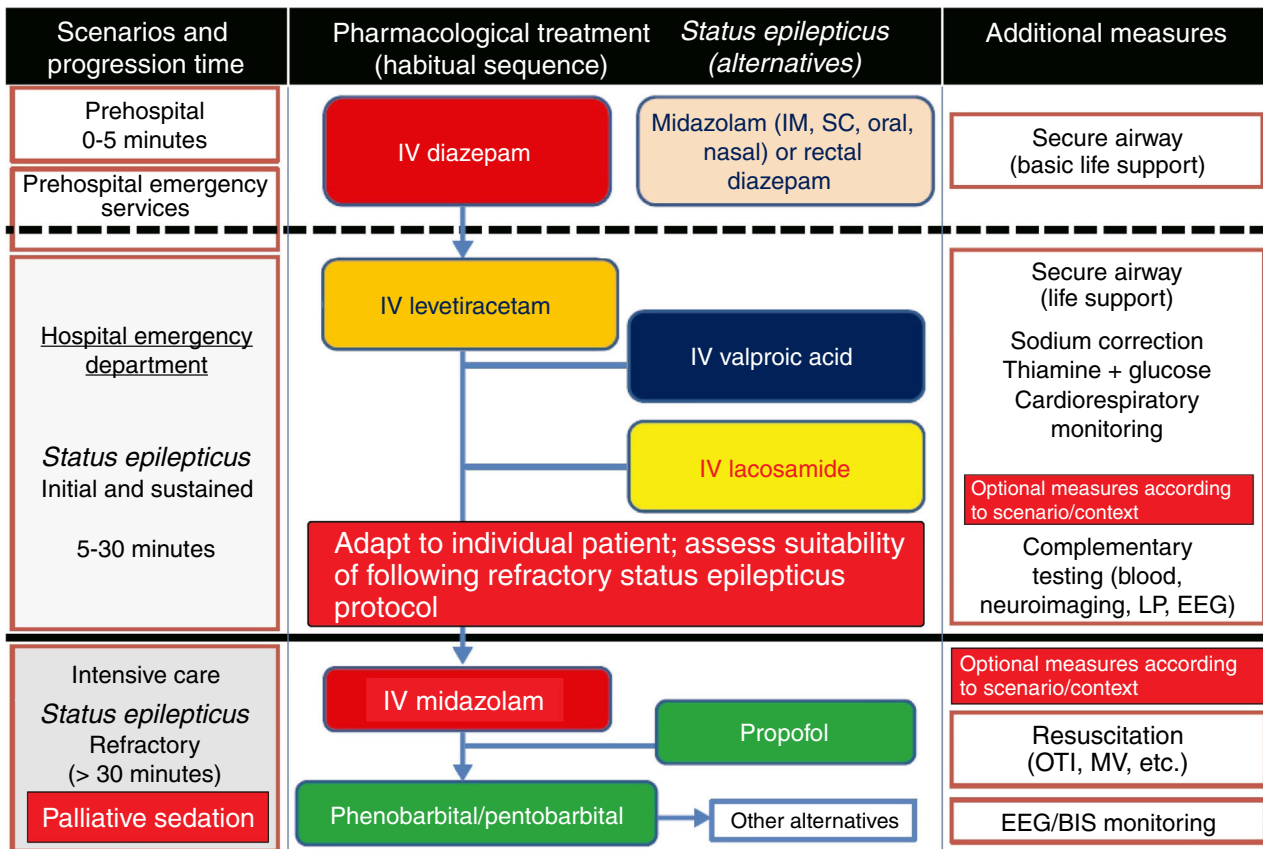 Scenarios and
progression time
Pharmacological treatment
(habitual sequence)
Status epilepticus
(alternatives)
Additional measures
Prehospital
0-5 minutes
Prehospital emergency
services
IV diazepam
Midazolam (IM, SC, oral,
nasal) or rectal
diazepam
Secure airway
(basic life support)
Hospital emergency
department
Status epilepticus
Initial and sustained
5-30 minutes
IV levetiracetam
IV valproic acid
IV lacosamide
Adapt to individual patient; assess suitability
of following refractory status epilepticus
protocol
Secure airway
(life support)
Sodium correction
Thiamine + glucose
Cardiorespiratory
monitoring
Optional measures according
to scenario/context
Complementary
testing (blood,
neuroimaging, LP, EEG)
Intensive care
Status epilepticus
Refractory
(> 30 minutes)
Palliative sedation
IV midazolam
Propofol
Phenobarbital/pentobarbital
Other alternatives
Optional measures according
to scenario/context
Resuscitation
(OTI, MV, etc.)
EEG/BIS monitoring